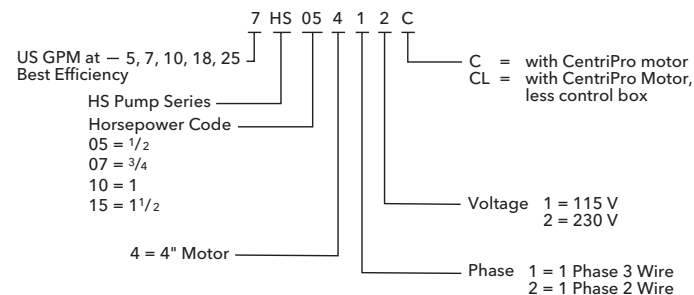 7 HS 05 4 1 2 C
US GPM at – 5, 7, 10, 18, 25
Best Efficiency
HS Pump Series
Horsepower Code
05 = 1/2
07 = 3/4
10 = 1
15 = 1 1/2
4 = 4" Motor
C = with CentriPro motor
CL = with CentriPro Motor,
less control box
Voltage 1 = 115 V
2 = 230 V
Phase 1 = 1 Phase 3 Wire
2 = 1 Phase 2 Wire